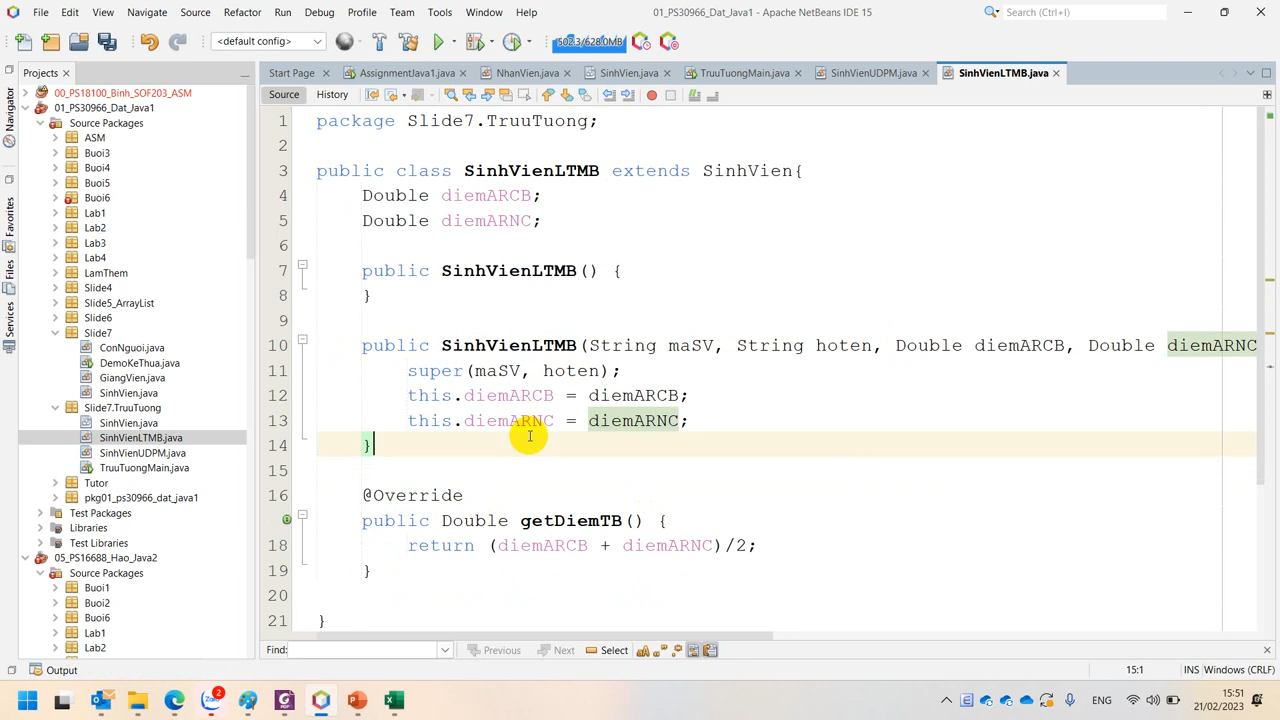 File Edit View Navigate Source Refactor Run Debug Profile Team Tools Window Help
01_PS30966_Dat_Java1 - Apache NetBeans IDE 15
Search (Ctrl+I)
<default config>
502.3/628.0MB
Projects
Start Page
AssignmentJava1.java
NhanVien.java
SinhVien.java
TruuTuongMain.java
SinhVienUDPM.java
SinhVienLTMB.java
Source History
Navigator
Favorites
Files
Services
00_PS18100_Binh_SOF203_ASM
01_PS30966_Dat_Java1
Source Packages
ASM
Buoi3
Buoi4
Buoi5
Buoi6
Lab1
Lab2
Lab3
Lab4
LamThem
Slide4
Slide5_ArrayList
Slide6
Slide7
ConNguoi.java
DemoKeThua.java
GiangVien.java
SinhVien.java
Slide7.TruuTuong
SinhVien.java
SinhVienLTMB.java
SinhVienUDPM.java
TruuTuongMain.java
Tutor
pkg01_ps30966_dat_java1
Test Packages
Libraries
Test Libraries
05_PS16688_Hao_Java2
Source Packages
Buoi1
Buoi2
Buoi6
Lab1
Lab2
1 package Slide7.TruuTuong;
2
3 public class SinhVienLTMB extends SinhVien{
4 Double diemARCB;
5 Double diemARNC;
6
7 public SinhVienLTMB() {
8 }
9
10 public SinhVienLTMB(String maSV, String hoten, Double diemARCB, Double diemARNC
11 super(maSV, hoten);
12 this.diemARCB = diemARCB;
13 this.diemARNC = diemARNC;
14 }
15
16 @Override
public Double getDiemTB() {
18 return (diemARCB + diemARNC)/2;
19 }
20
21 }
Find: Previous Next Select
Output
15:1 INS Windows (CRLF)
2
ENG
15:51
21/02/2023